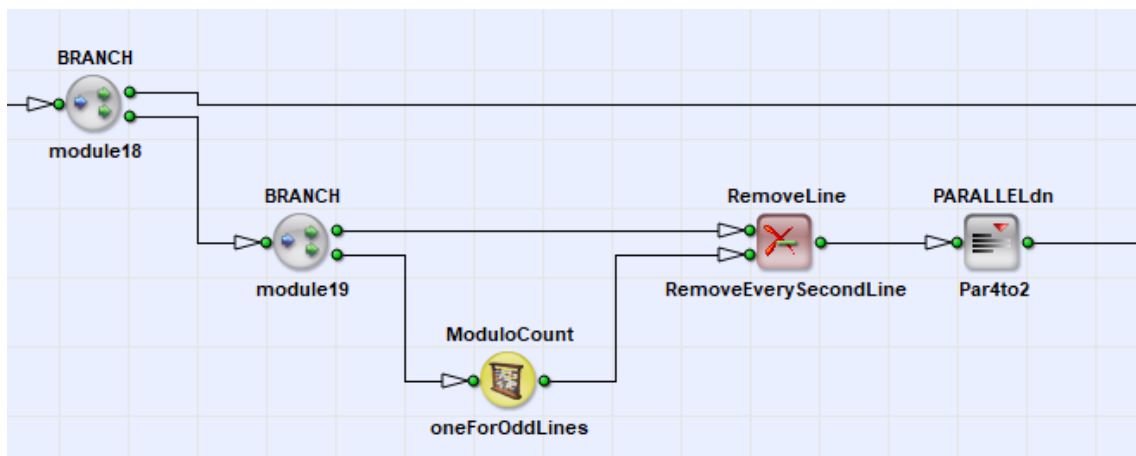 BRANCH
module18
BRANCH
module19
RemoveLine
RemoveEverySecondLine
PARALLELdn
Par4to2
ModuloCount
oneForOddLines